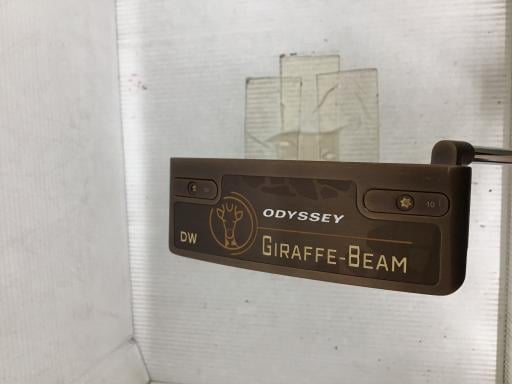 10
ODYSSEY
DW
GIRAFFE-BEAM